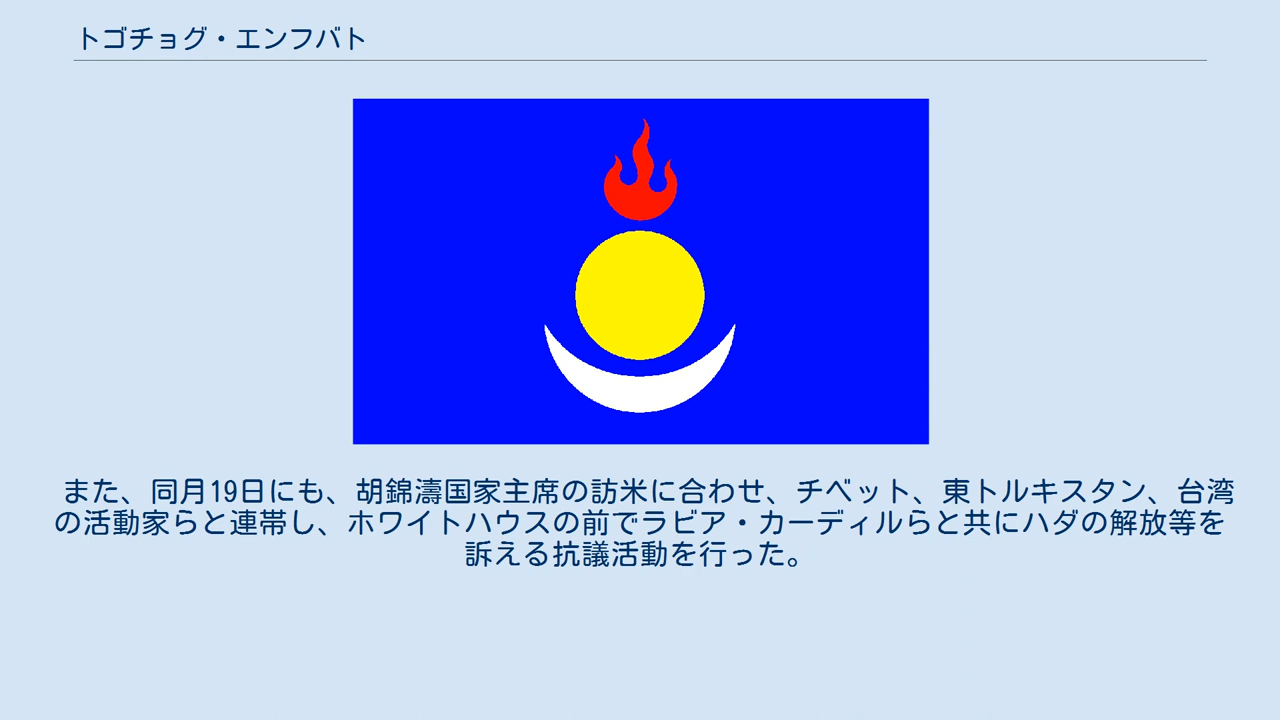 トゴチョグ・エンフバト
また、同月19日にも、胡錦濤国家主席の訪米に合わせ、チベット、東トルキスタン、台湾
の活動家らと連帯し、ホワイトハウスの前でラビア・カーディルらと共にハダの解放等を
訴える抗議活動を行った。